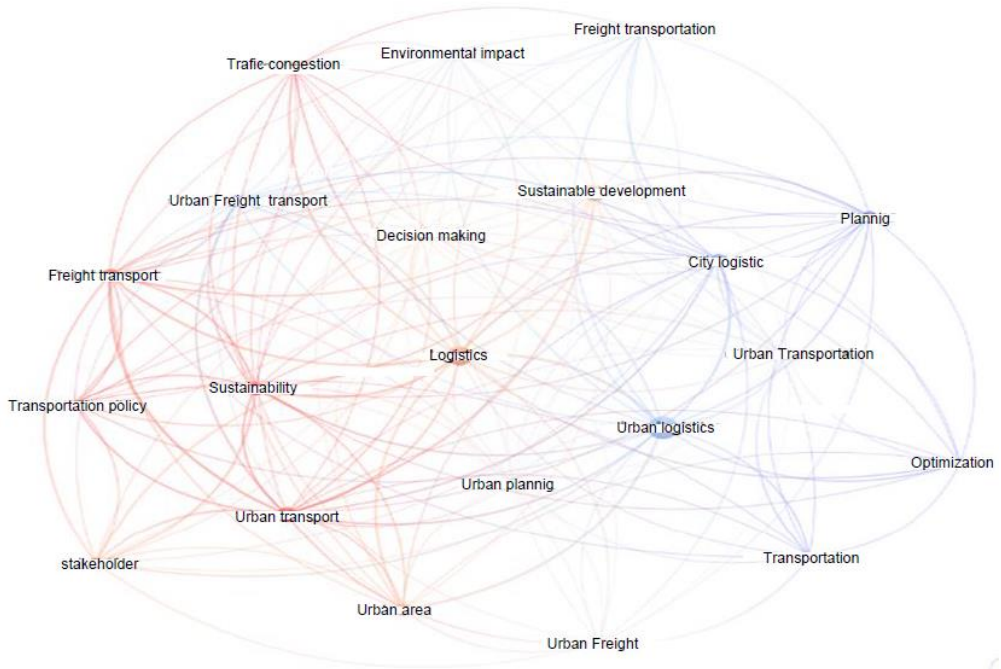 Freight transportation
Environmental impact
Trafic congestion
Sustainable development
Urban Freight transport
Plannig
Decision making
City logistic
Freight transport
Urban Transportation
Logistics
Sustainability
Transportation policy
Urban logistics
Optimization
Urban plannig
Urban transport
Transportation
stakeholder
Urban area
Urban Freight